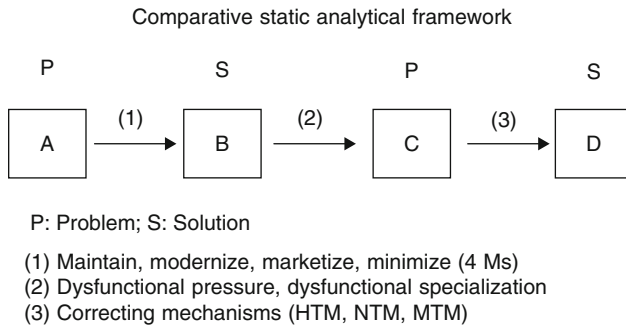 Comparative static analytical framework
P S P S
A (1) B (2) C (3) D
P: Problem; S: Solution
(1) Maintain, modernize, marketize, minimize (4 Ms)
(2) Dysfunctional pressure, dysfunctional specialization
(3) Correcting mechanisms (HTM, NTM, MTM)